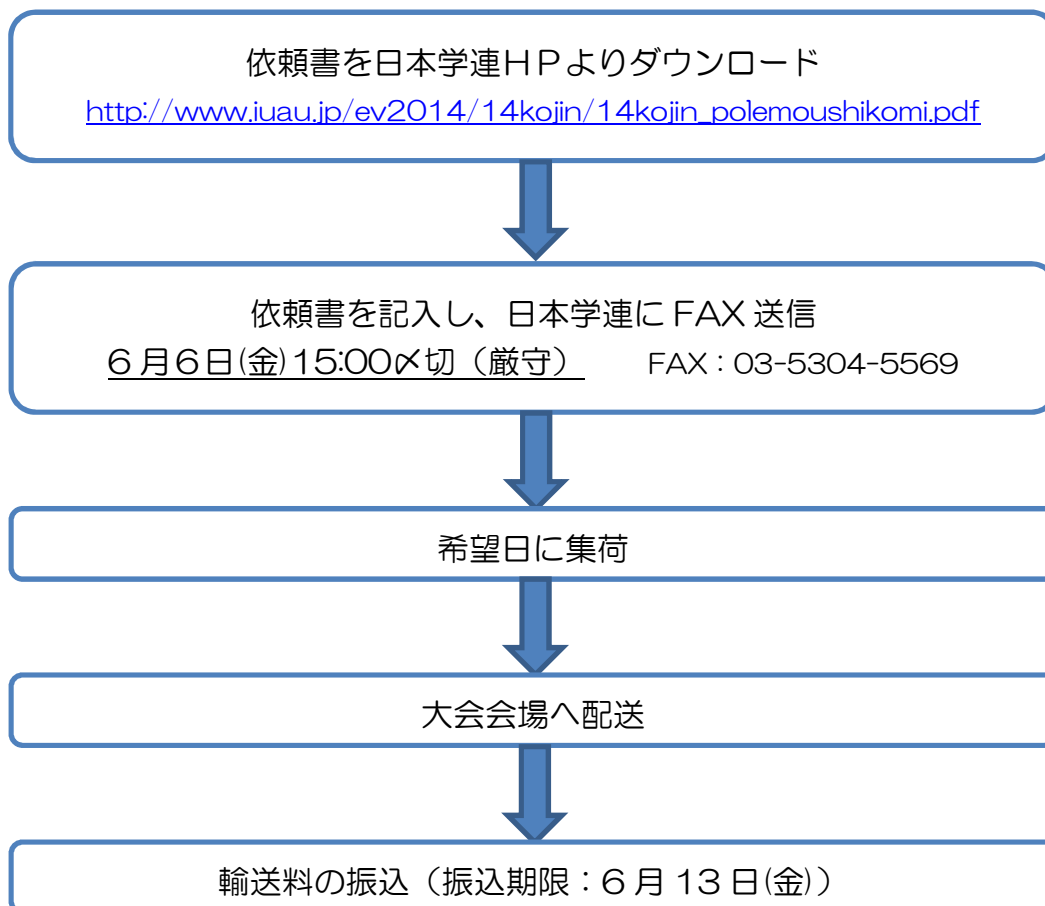 依頼書を日本学連HPよりダウンロード
http://www.iuau.jp/ev2014/14kojin/14kojin_polemoushikomi.pdf
依頼書を記入し、日本学連に FAX 送信
6月6日(金)15:00〆切（厳守） FAX：03-5304-5569
希望日に集荷
大会会場へ配送
輸送料の振込（振込期限：6月13日(金)）